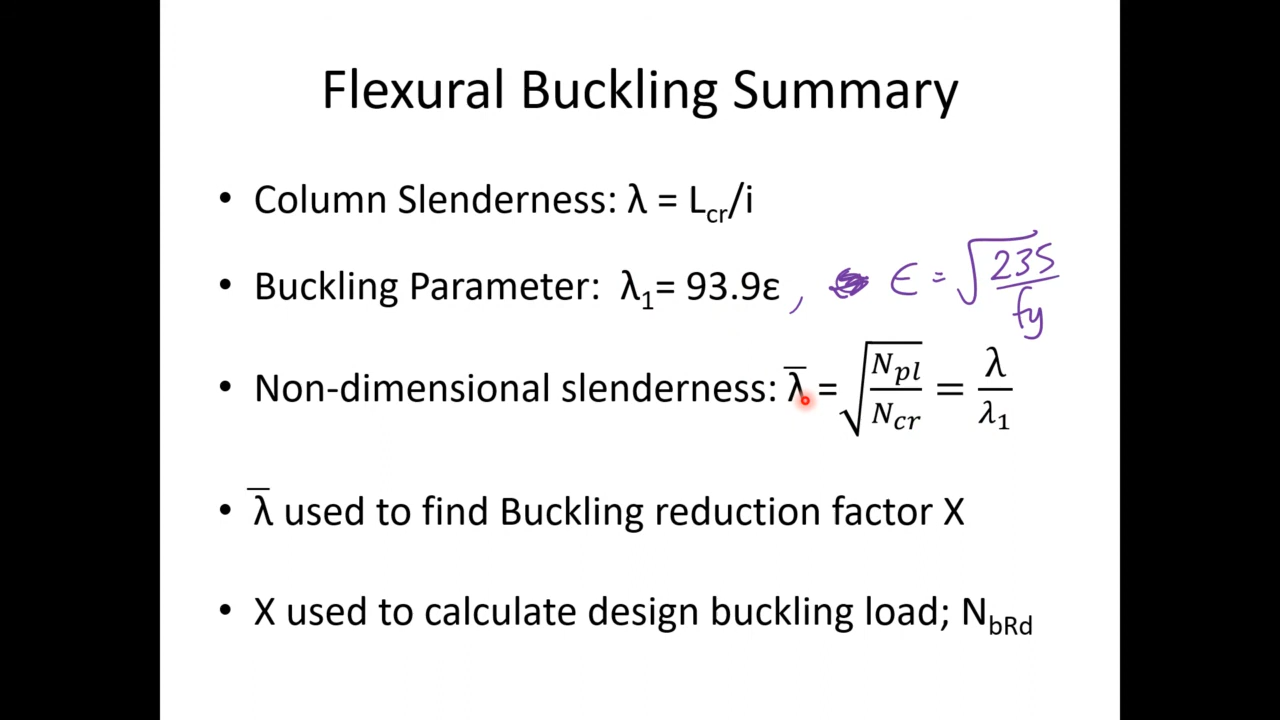 Flexural Buckling Summary
• Column Slenderness: λ = Lcr/i
• Buckling Parameter: λ1= 93.9ε , ϵ = √(235/fy)
• Non-dimensional slenderness: λ̅ = √(Npl/Ncr) = λ/λ1
• λ̅ used to find Buckling reduction factor X
• X used to calculate design buckling load; NbRd